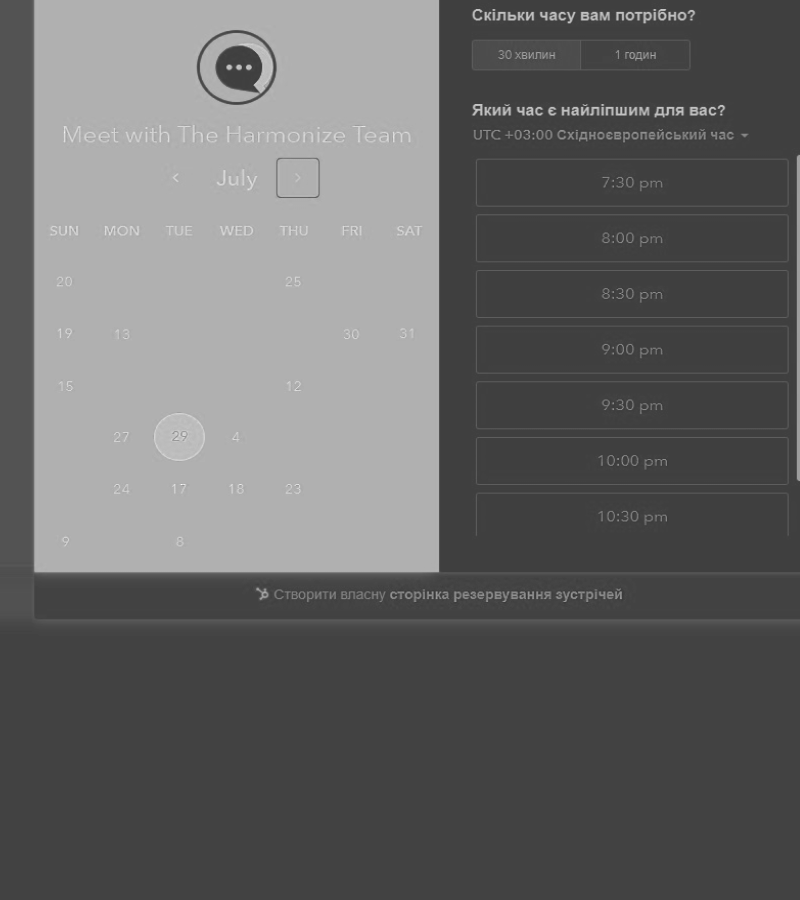 Meet with The Harmonize Team
July
SUN MON TUE WED THU FRI SAT
20 25
19 13 30 31
15 12
27 29 4
24 17 18 23
9 8
Скільки часу вам потрібно?
30 хвилин 1 годин
Який час є найліпшим для вас?
UTC +03:00 Східноєвропейський час
7:30 pm
8:00 pm
8:30 pm
9:00 pm
9:30 pm
10:00 pm
10:30 pm
Створити власну сторінка резервування зустрічей